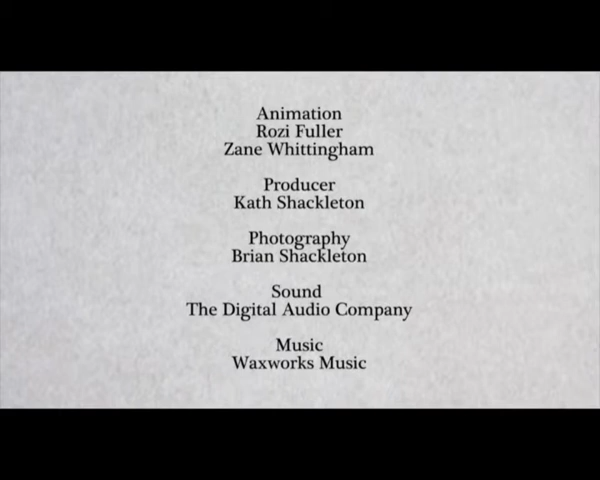 Animation
Rozi Fuller
Zane Whittingham
Producer
Kath Shackleton
Photography
Brian Shackleton
Sound
The Digital Audio Company
Music
Waxworks Music